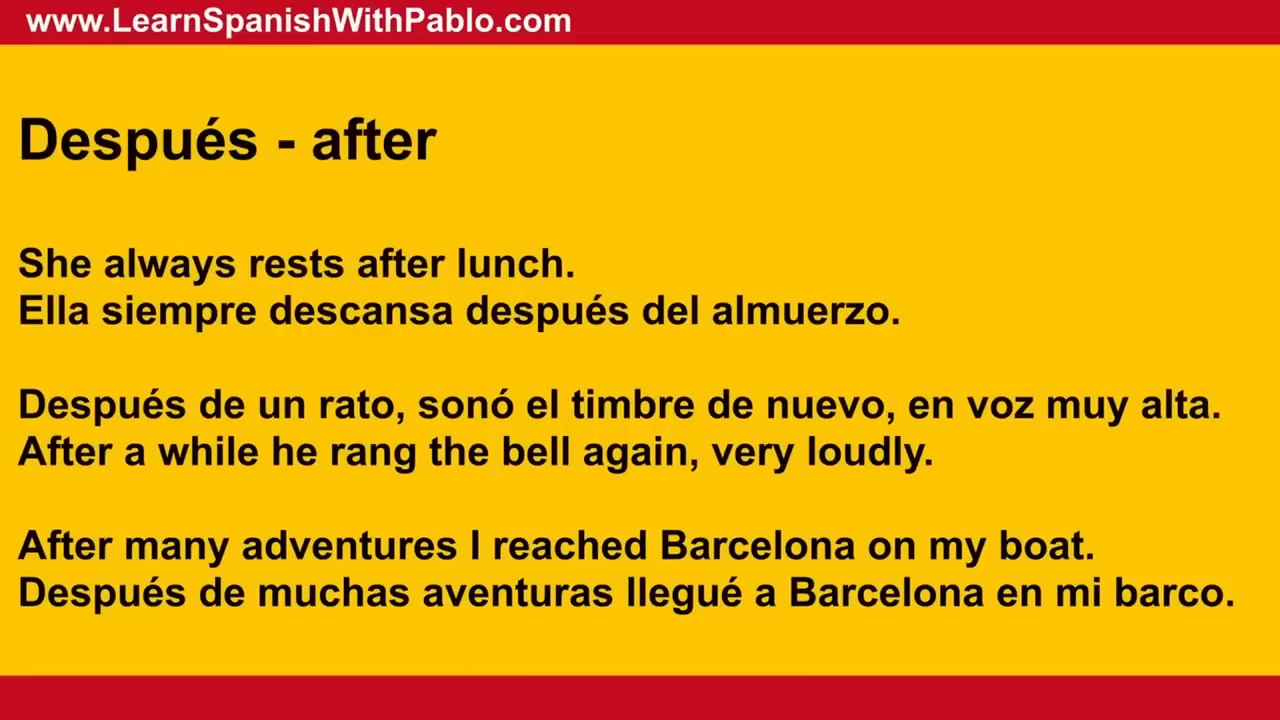 www.LearnSpanishWithPablo.com
Después - after
She always rests after lunch.
Ella siempre descansa después del almuerzo.
Después de un rato, sonó el timbre de nuevo, en voz muy alta.
After a while he rang the bell again, very loudly.
After many adventures I reached Barcelona on my boat.
Después de muchas aventuras llegué a Barcelona en mi barco.